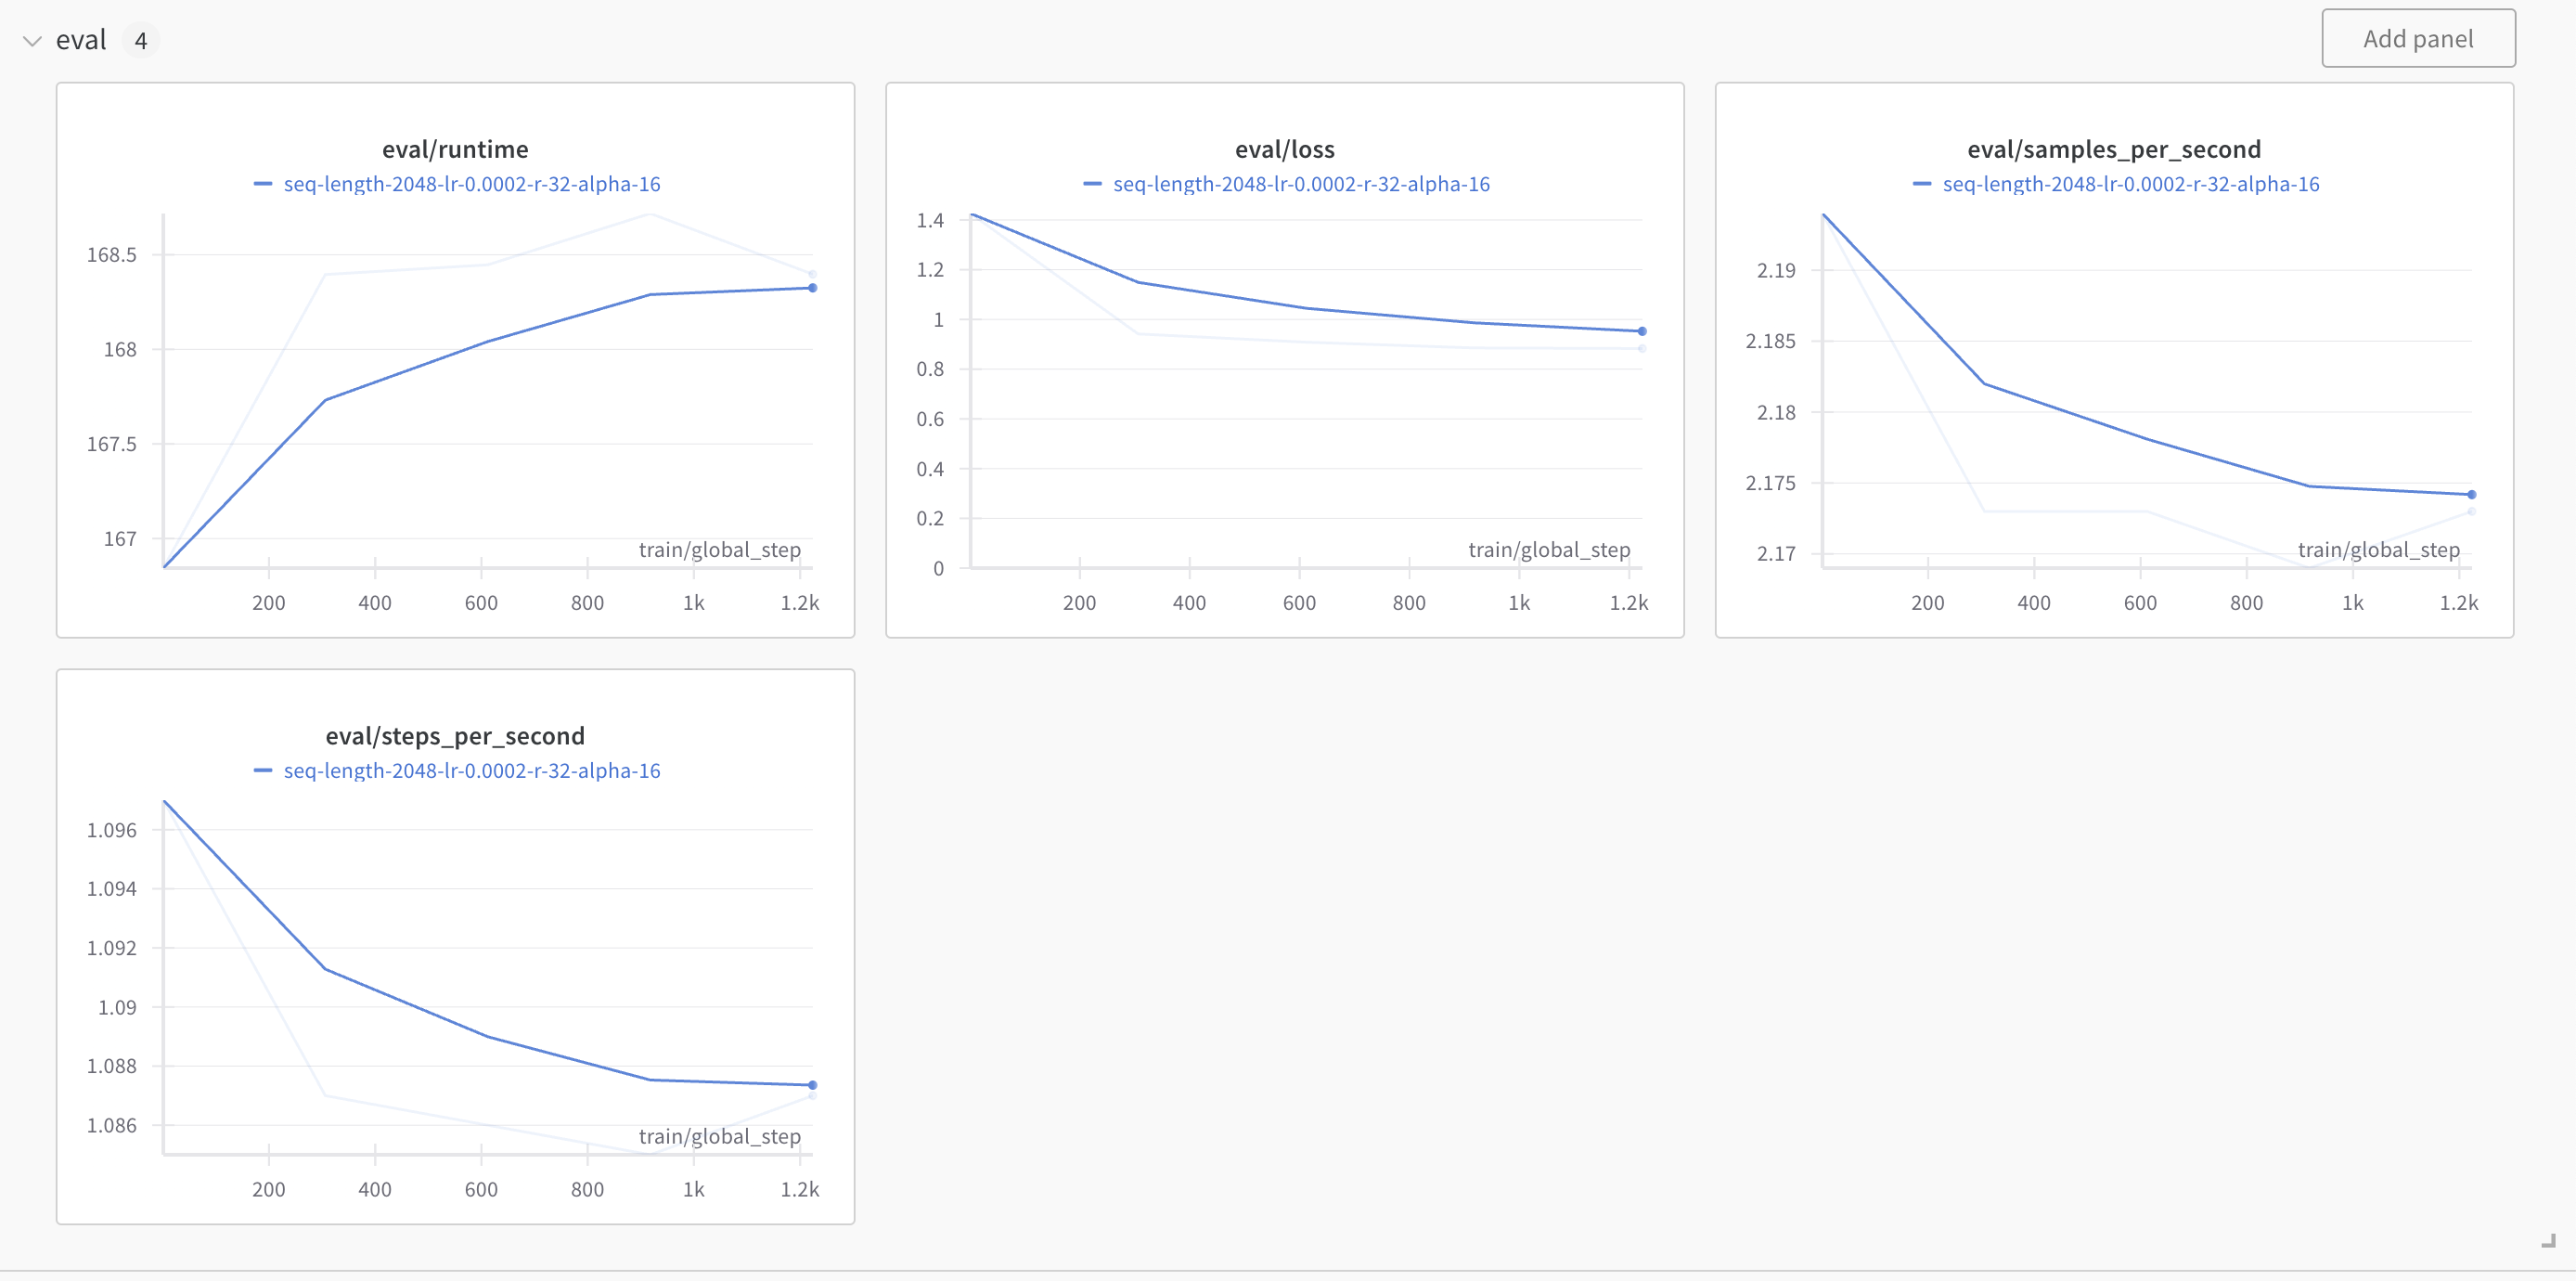 eval 4
Add panel
eval/runtime
seq-length-2048-lr-0.0002-r-32-alpha-16
168.5
168
167.5
167
train/global_step
200 400 600 800 1k 1.2k
eval/loss
seq-length-2048-lr-0.0002-r-32-alpha-16
1.4
1.2
1
0.8
0.6
0.4
0.2
0
train/global_step
200 400 600 800 1k 1.2k
eval/samples_per_second
seq-length-2048-lr-0.0002-r-32-alpha-16
2.19
2.185
2.18
2.175
2.17
train/global_step
200 400 600 800 1k 1.2k
eval/steps_per_second
seq-length-2048-lr-0.0002-r-32-alpha-16
1.096
1.094
1.092
1.09
1.088
1.086
train/global_step
200 400 600 800 1k 1.2k